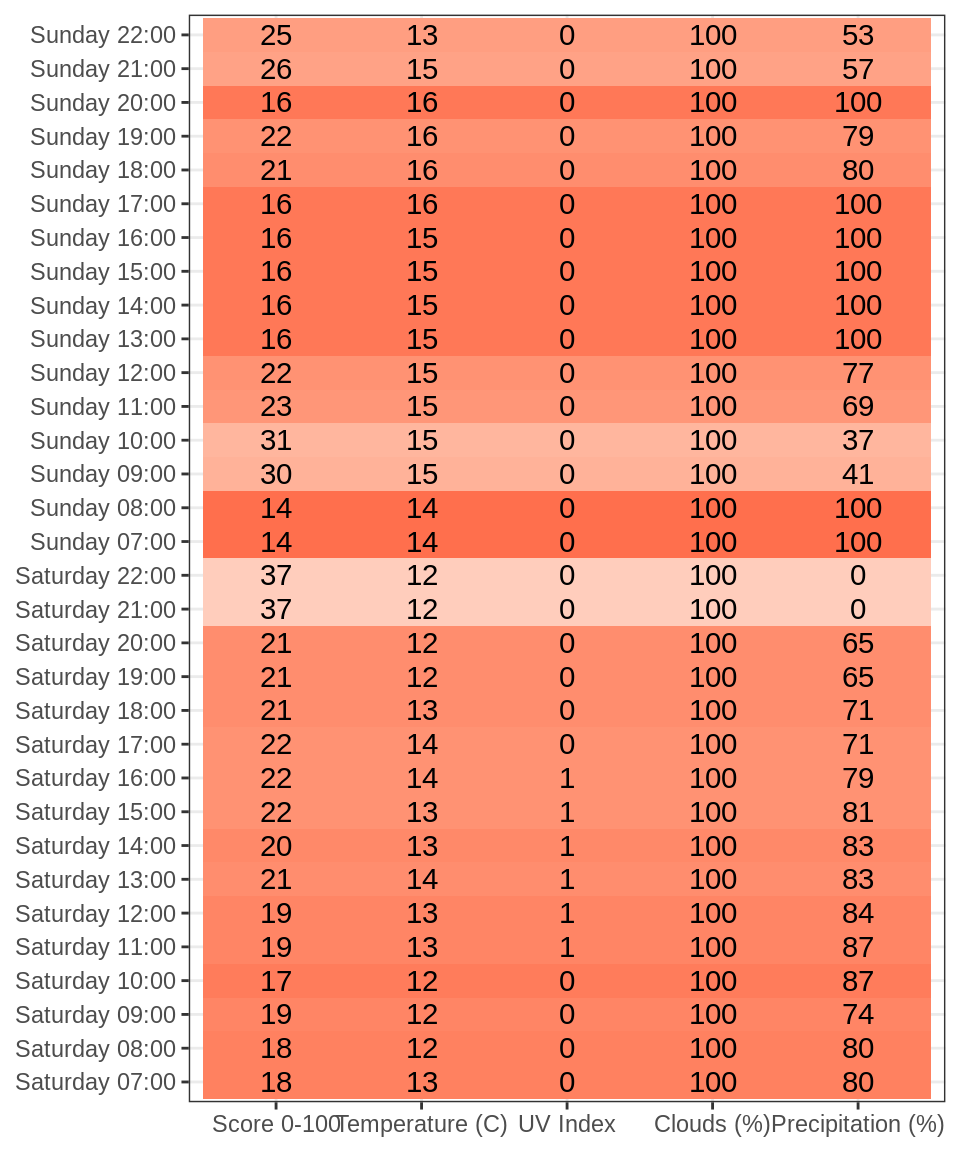 Sunday 22:00 25 13 0 100 53
Sunday 21:00 26 15 0 100 57
Sunday 20:00 16 16 0 100 100
Sunday 19:00 22 16 0 100 79
Sunday 18:00 21 16 0 100 80
Sunday 17:00 16 16 0 100 100
Sunday 16:00 16 15 0 100 100
Sunday 15:00 16 15 0 100 100
Sunday 14:00 16 15 0 100 100
Sunday 13:00 16 15 0 100 100
Sunday 12:00 22 15 0 100 77
Sunday 11:00 23 15 0 100 69
Sunday 10:00 31 15 0 100 37
Sunday 09:00 30 15 0 100 41
Sunday 08:00 14 14 0 100 100
Sunday 07:00 14 14 0 100 100
Saturday 22:00 37 12 0 100 0
Saturday 21:00 37 12 0 100 0
Saturday 20:00 21 12 0 100 65
Saturday 19:00 21 12 0 100 65
Saturday 18:00 21 13 0 100 71
Saturday 17:00 22 14 0 100 71
Saturday 16:00 22 14 1 100 79
Saturday 15:00 22 13 1 100 81
Saturday 14:00 20 13 1 100 83
Saturday 13:00 21 14 1 100 83
Saturday 12:00 19 13 1 100 84
Saturday 11:00 19 13 1 100 87
Saturday 10:00 17 12 0 100 87
Saturday 09:00 19 12 0 100 74
Saturday 08:00 18 12 0 100 80
Saturday 07:00 18 13 0 100 80
Score 0-100 Temperature (C) UV Index Clouds (%) Precipitation (%)